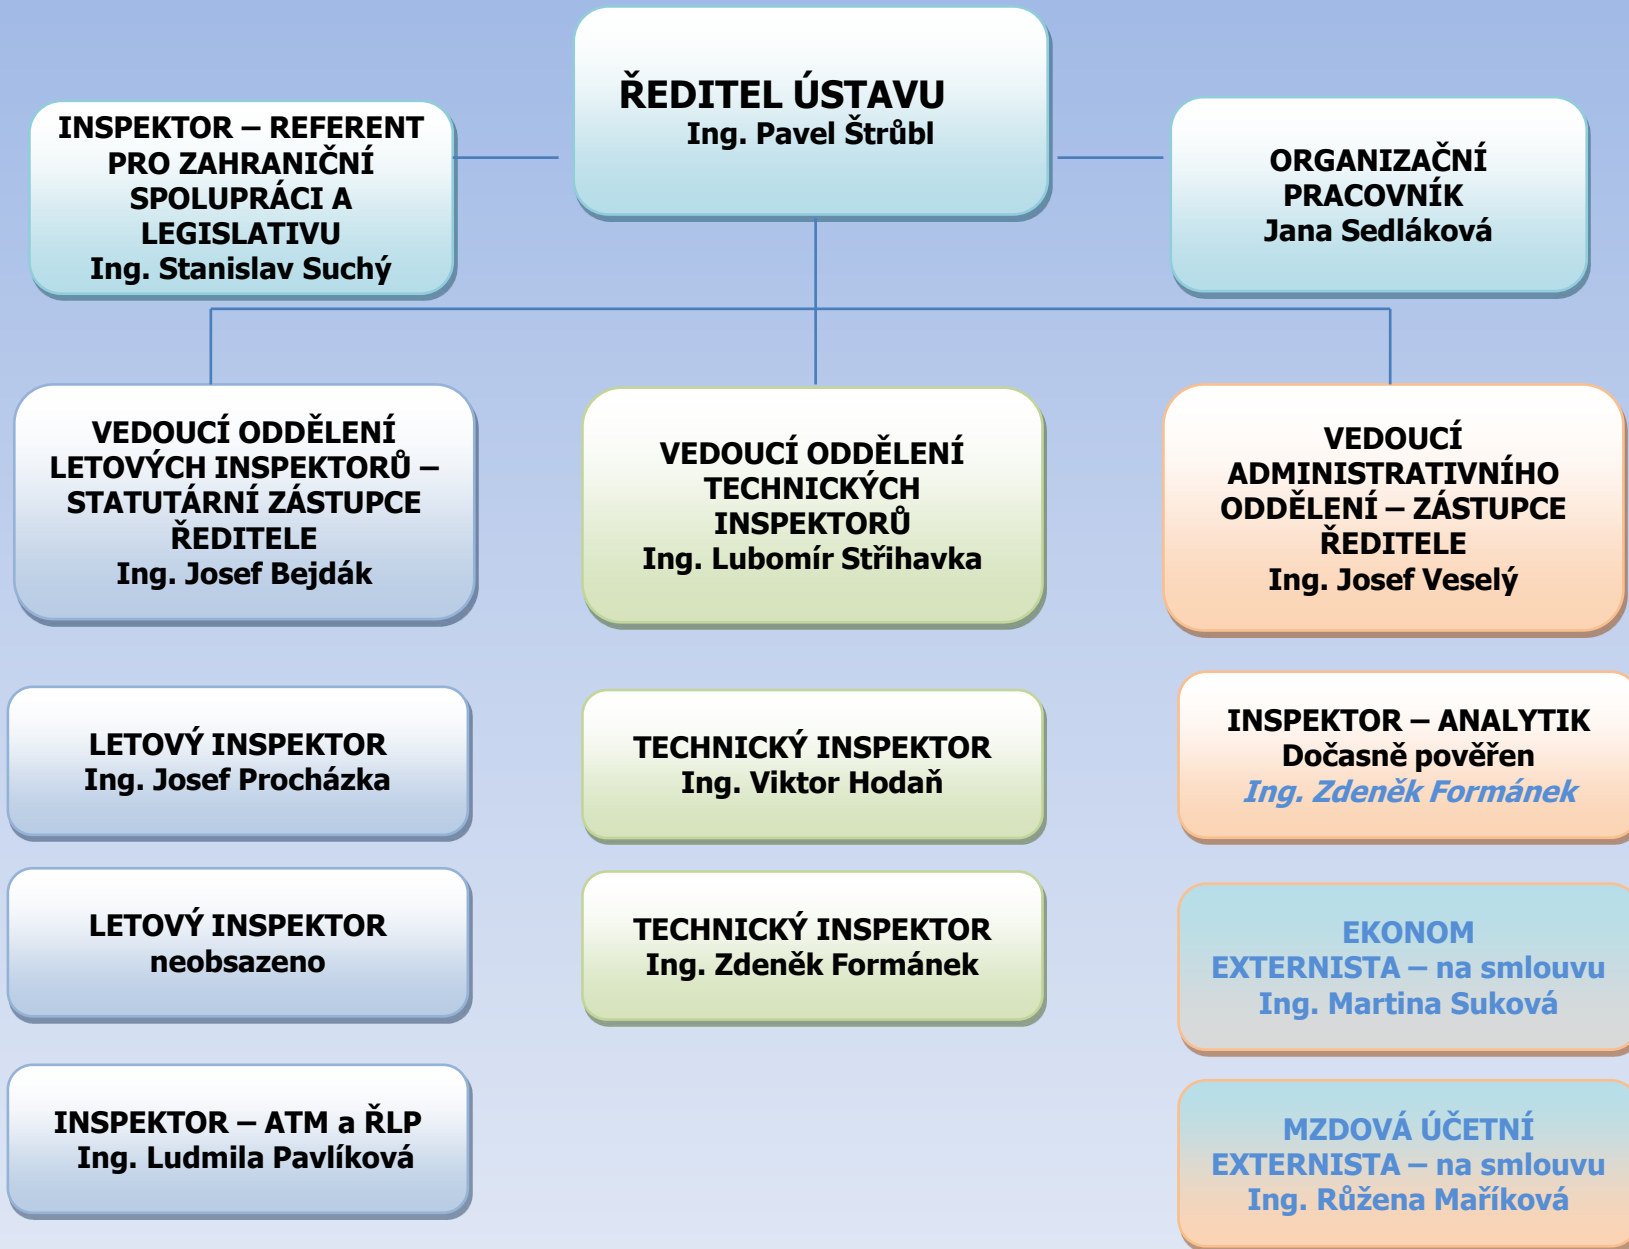 ŘEDITEL ÚSTAVU
Ing. Pavel Štrůbl
INSPEKTOR – REFERENT
PRO ZAHRANIČNÍ
SPOLUPRÁCI A
LEGISLATIVU
Ing. Stanislav Suchý
ORGANIZAČNÍ
PRACOVNÍK
Jana Sedláková
VEDOUCÍ ODDĚLENÍ
LETOVÝCH INSPEKTORŮ –
STATUTÁRNÍ ZÁSTUPCE
ŘEDITELE
Ing. Josef Bejdák
VEDOUCÍ ODDĚLENÍ
TECHNICKÝCH
INSPEKTORŮ
Ing. Lubomír Střihavka
VEDOUCÍ
ADMINISTRATIVNÍHO
ODDĚLENÍ – ZÁSTUPCE
ŘEDITELE
Ing. Josef Veselý
LETOVÝ INSPEKTOR
Ing. Josef Procházka
TECHNICKÝ INSPEKTOR
Ing. Viktor Hodaň
INSPEKTOR – ANALYTIK
Dočasně pověřen
Ing. Zdeněk Formánek
LETOVÝ INSPEKTOR
neobsazeno
TECHNICKÝ INSPEKTOR
Ing. Zdeněk Formánek
EKONOM
EXTERNISTA – na smlouvu
Ing. Martina Suková
INSPEKTOR – ATM a ŘLP
Ing. Ludmila Pavlíková
MZDOVÁ ÚČETNÍ
EXTERNISTA – na smlouvu
Ing. Růžena Maříková